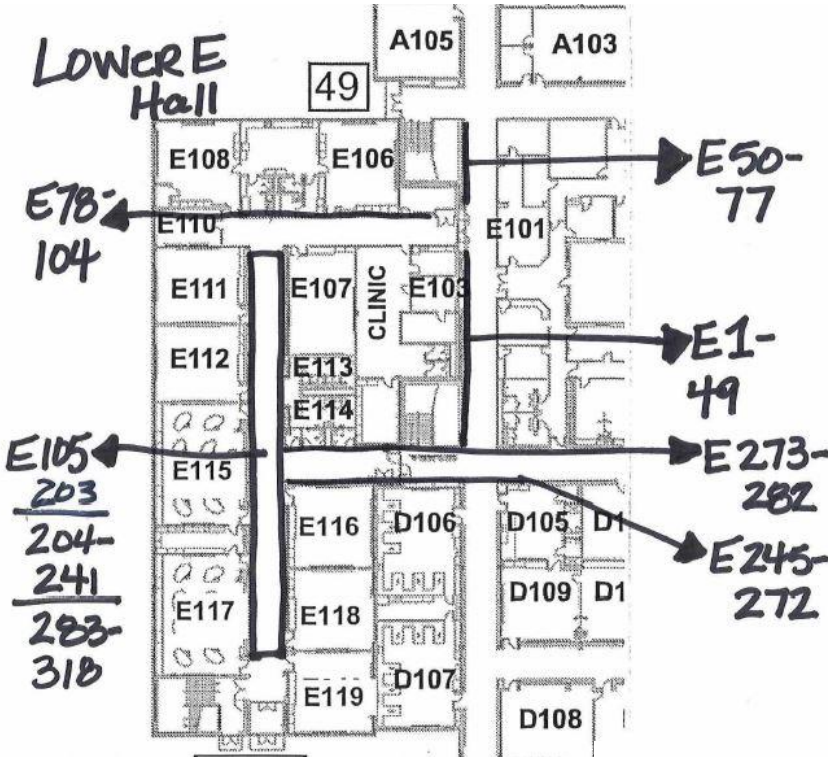 LOWER E
Hall
49
A105
A103
E108
E106
E50-
77
E78-
104
E110
E101
E111
E107
CLINIC
E103
E112
E113
E114
E1-
49
E105
203
204-
241
283-
318
E115
E273-
282
E116
D106
D105
D1
E245-
272
E117
E118
D109
D1
E119
D107
D108